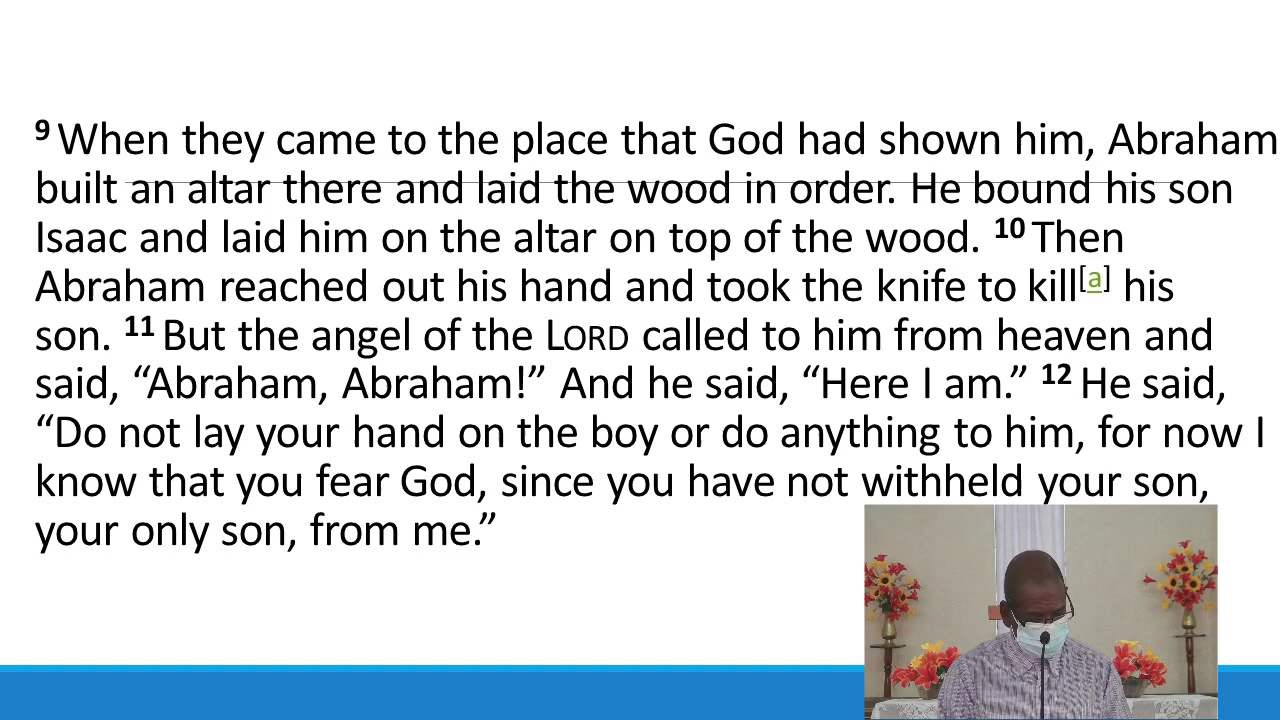 9 When they came to the place that God had shown him, Abraham
built an altar there and laid the wood in order. He bound his son
Isaac and laid him on the altar on top of the wood. 10 Then
Abraham reached out his hand and took the knife to kill[a] his
son. 11 But the angel of the LORD called to him from heaven and
said, “Abraham, Abraham!” And he said, “Here I am.” 12 He said,
“Do not lay your hand on the boy or do anything to him, for now I
know that you fear God, since you have not withheld your son,
your only son, from me.”